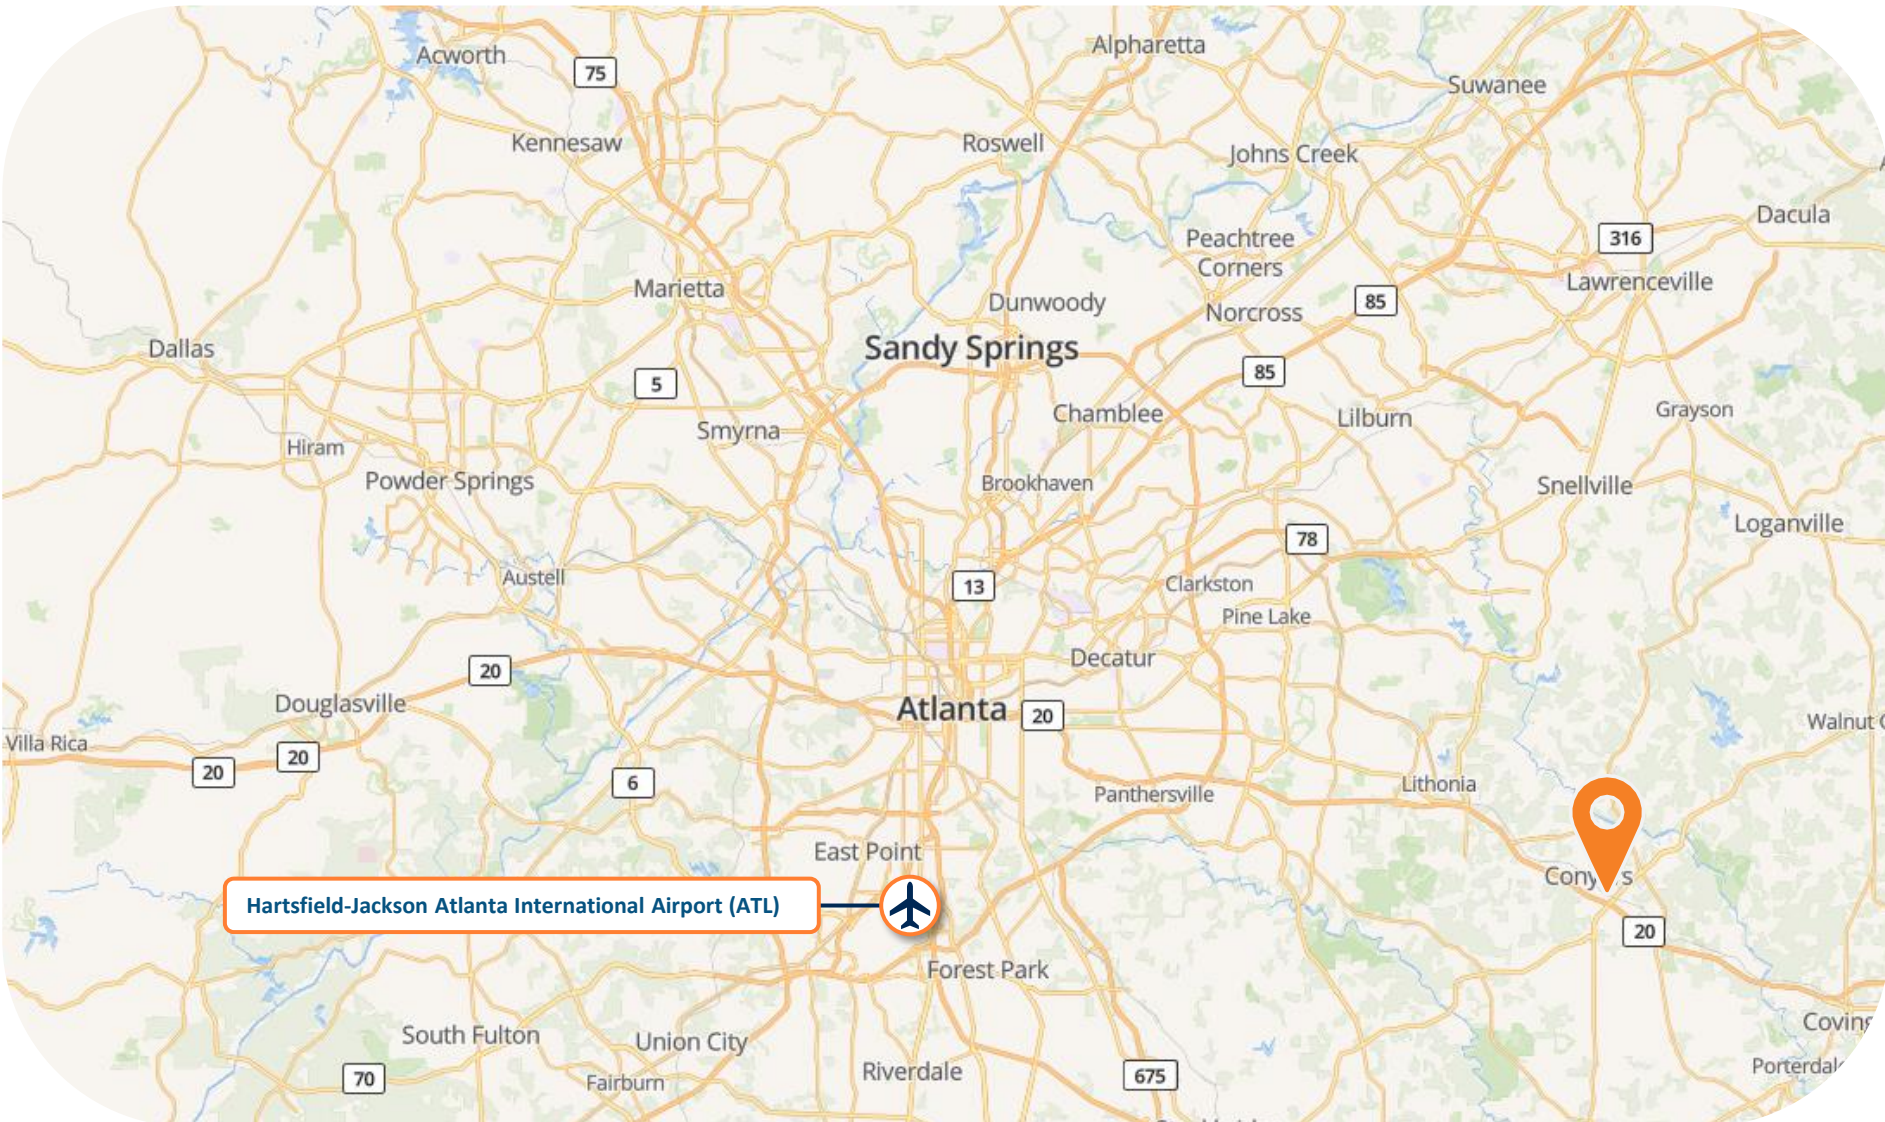 Acworth
75
Alpharetta
Suwanee
Kennesaw
Roswell
Johns Creek
Dacula
316
Peachtree
Corners
Lawrenceville
Marietta
Dunwoody
Norcross
85
Dallas
Sandy Springs
85
5
Chamblee
Lilburn
Grayson
Smyrna
Hiram
Powder Springs
Brookhaven
Snellville
Loganville
78
Austell
13
Clarkston
Pine Lake
Decatur
20
Douglasville
Atlanta
20
Walnut
Villa Rica
20
20
6
Panthersville
Lithonia
East Point
Hartsfield-Jackson Atlanta International Airport (ATL)
20
Forest Park
South Fulton
Union City
Riverdale
Fairburn
70
675